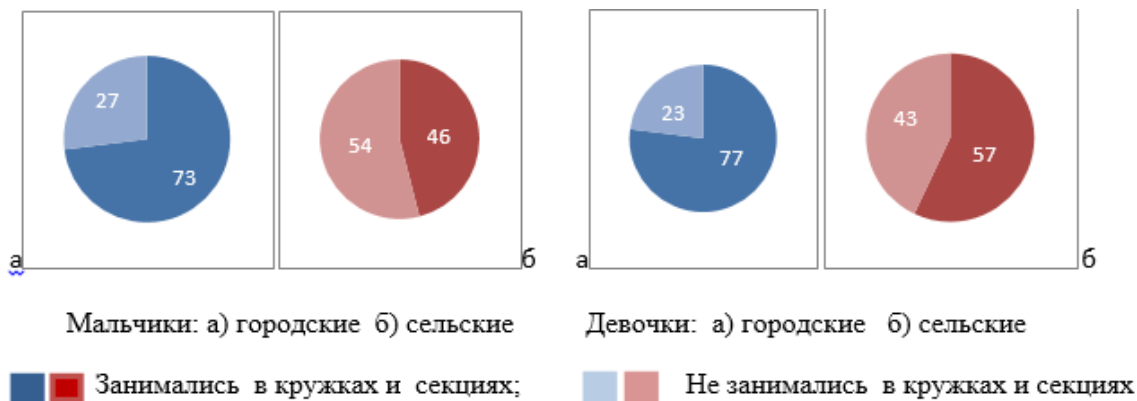 27
73
54
46
23
77
43
57
а
б
а
б
Мальчики: а) городские б) сельские
Девочки: а) городские б) сельские
Занимались в кружках и секциях;
Не занимались в кружках и секциях